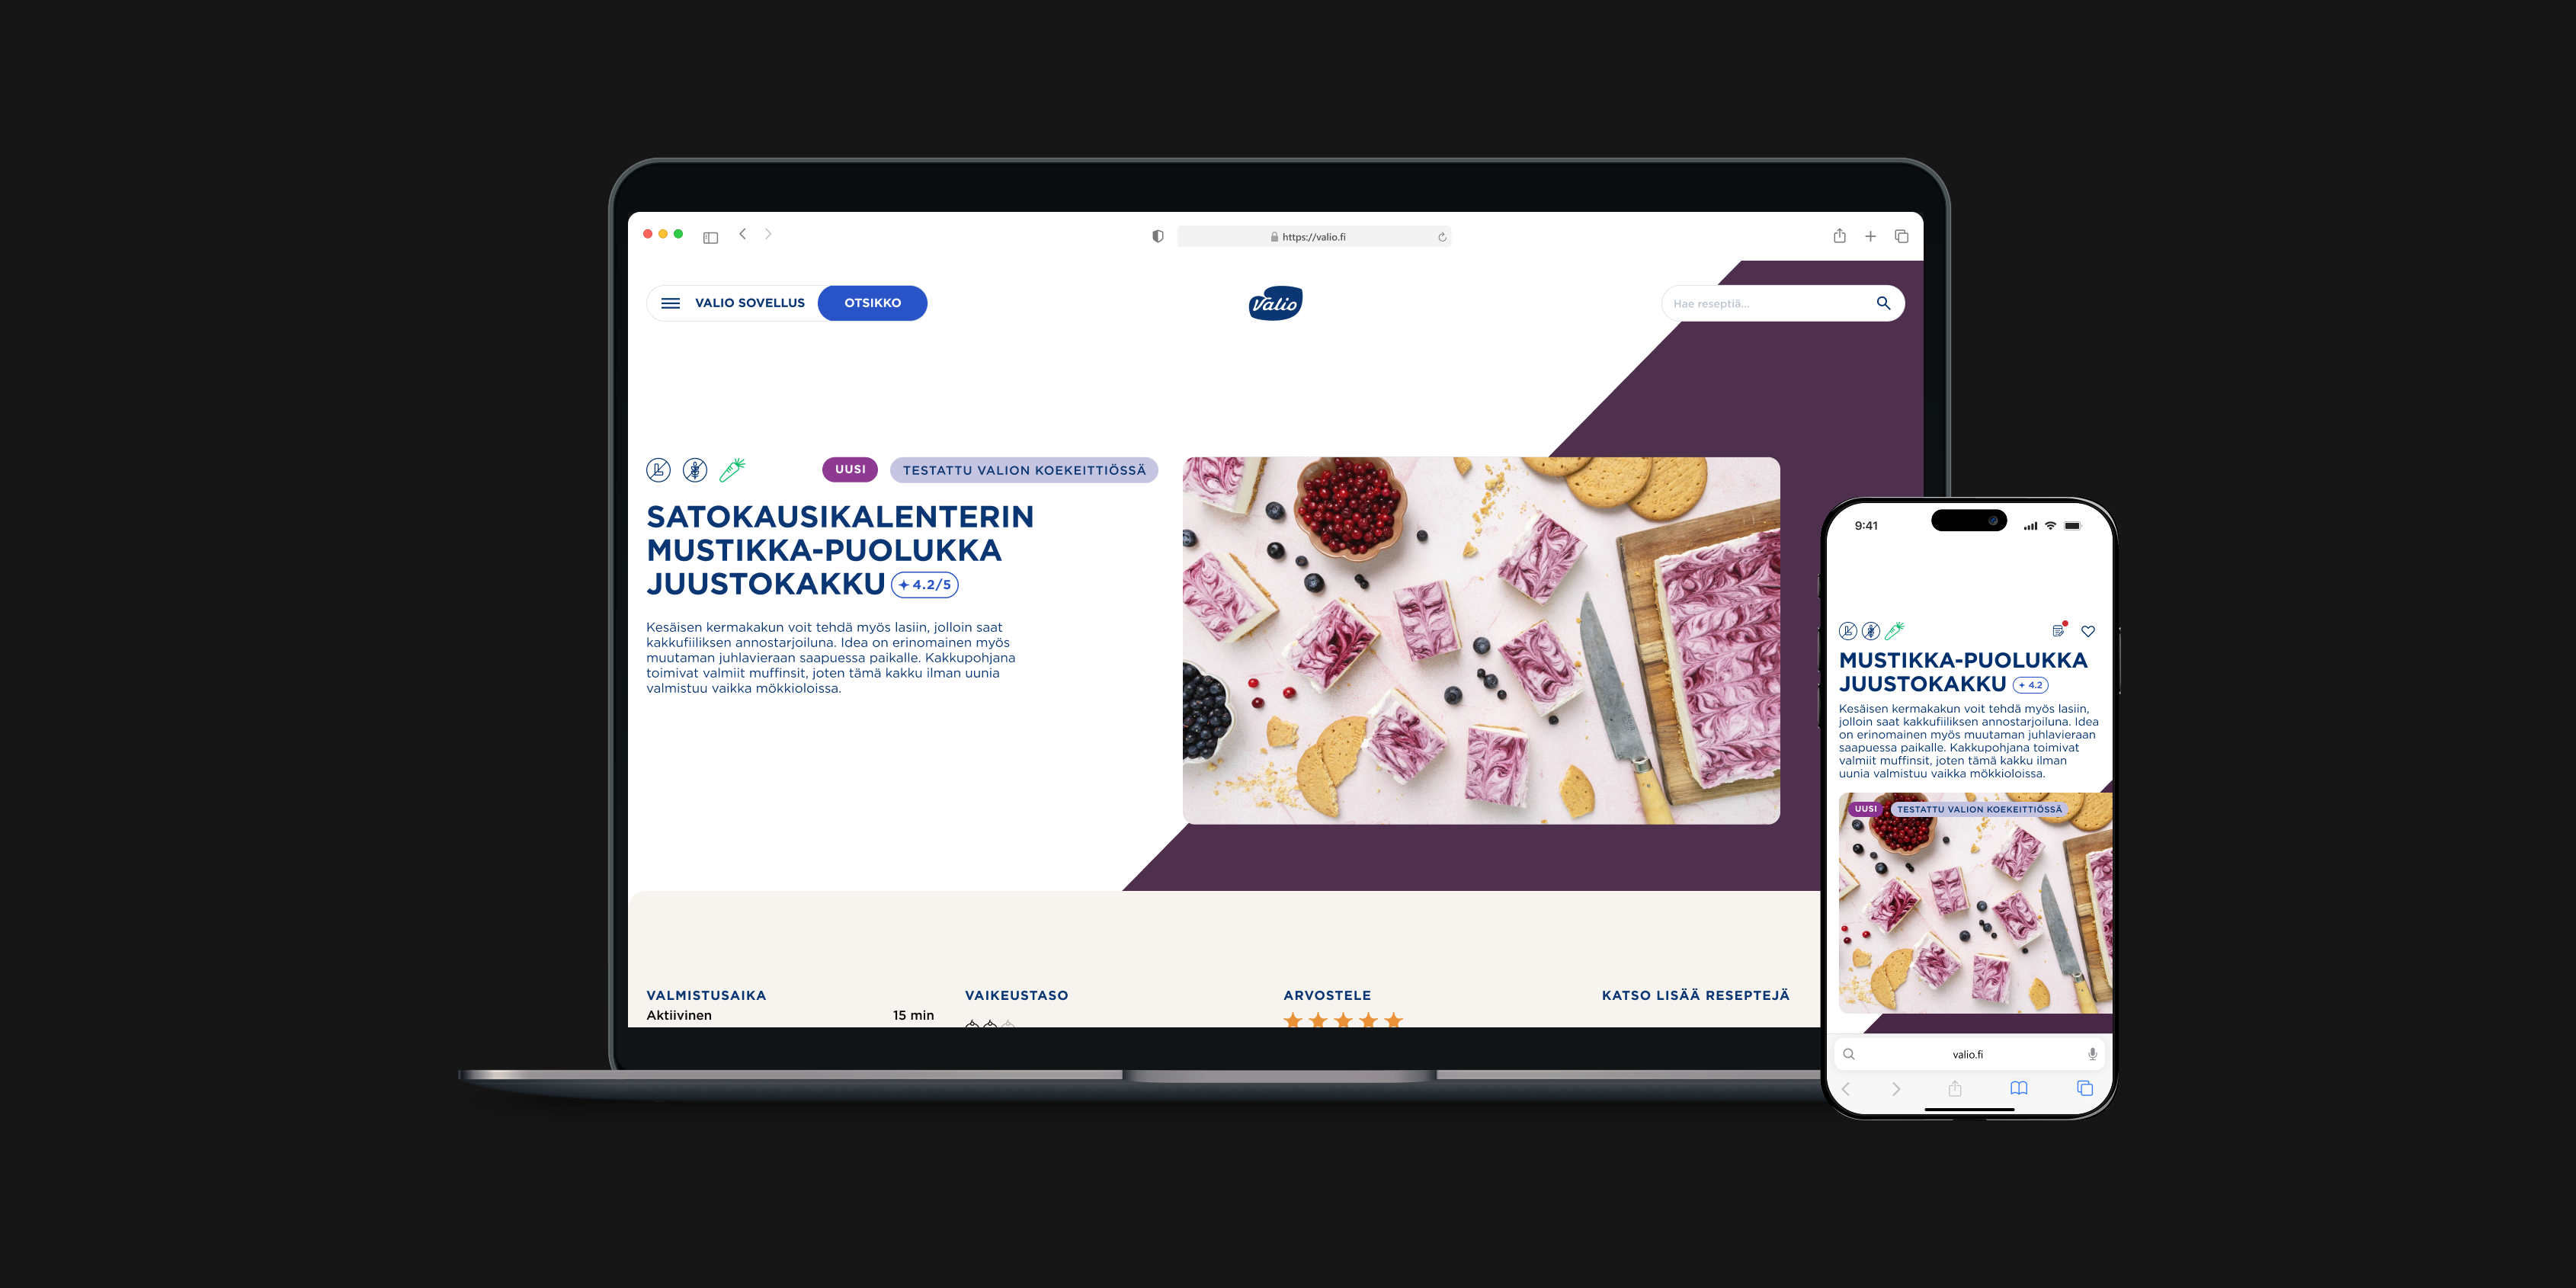 https://valio.fi
VALIO SOVELLUS
OTSIKKO
Valio
Hae reseptiä...
UUSI
TESTATTU VALION KOEKEITTIÖSSÄ
SATOKAUSIKALENTERIN
MUSTIKKA-PUOLUKKA
JUUSTOKAKKU
4.2/5
Kesäisen kermakakun voit tehdä myös lasiin, jolloin saat
kakkufiiliksen annostarjoiluna. Idea on erinomainen myös
muutaman juhlavieraan saapuessa paikalle. Kakkupohjana
toimivat valmiit muffinsit, joten tämä kakku ilman uunia
valmistuu vaikka mökkioloissa.
VALMISTUSAIKA
Aktiivinen
15 min
VAIKEUSTASO
ARVOSTELE
KATSO LISÄÄ RESEPTEJÄ
9:41
MUSTIKKA-PUOLUKKA
JUUSTOKAKKU
4.2
Kesäisen kermakakun voit tehdä myös lasiin,
jolloin saat kakkufiiliksen annostarjoiluna. Idea
on erinomainen myös muutaman juhlavieraan
saapuessa paikalle. Kakkupohjana toimivat
valmiit muffinsit, joten tämä kakku ilman
uunia valmistuu vaikka mökkioloissa.
UUSI
TESTATTU VALION KOEKEITTIÖSSÄ
valio.fi